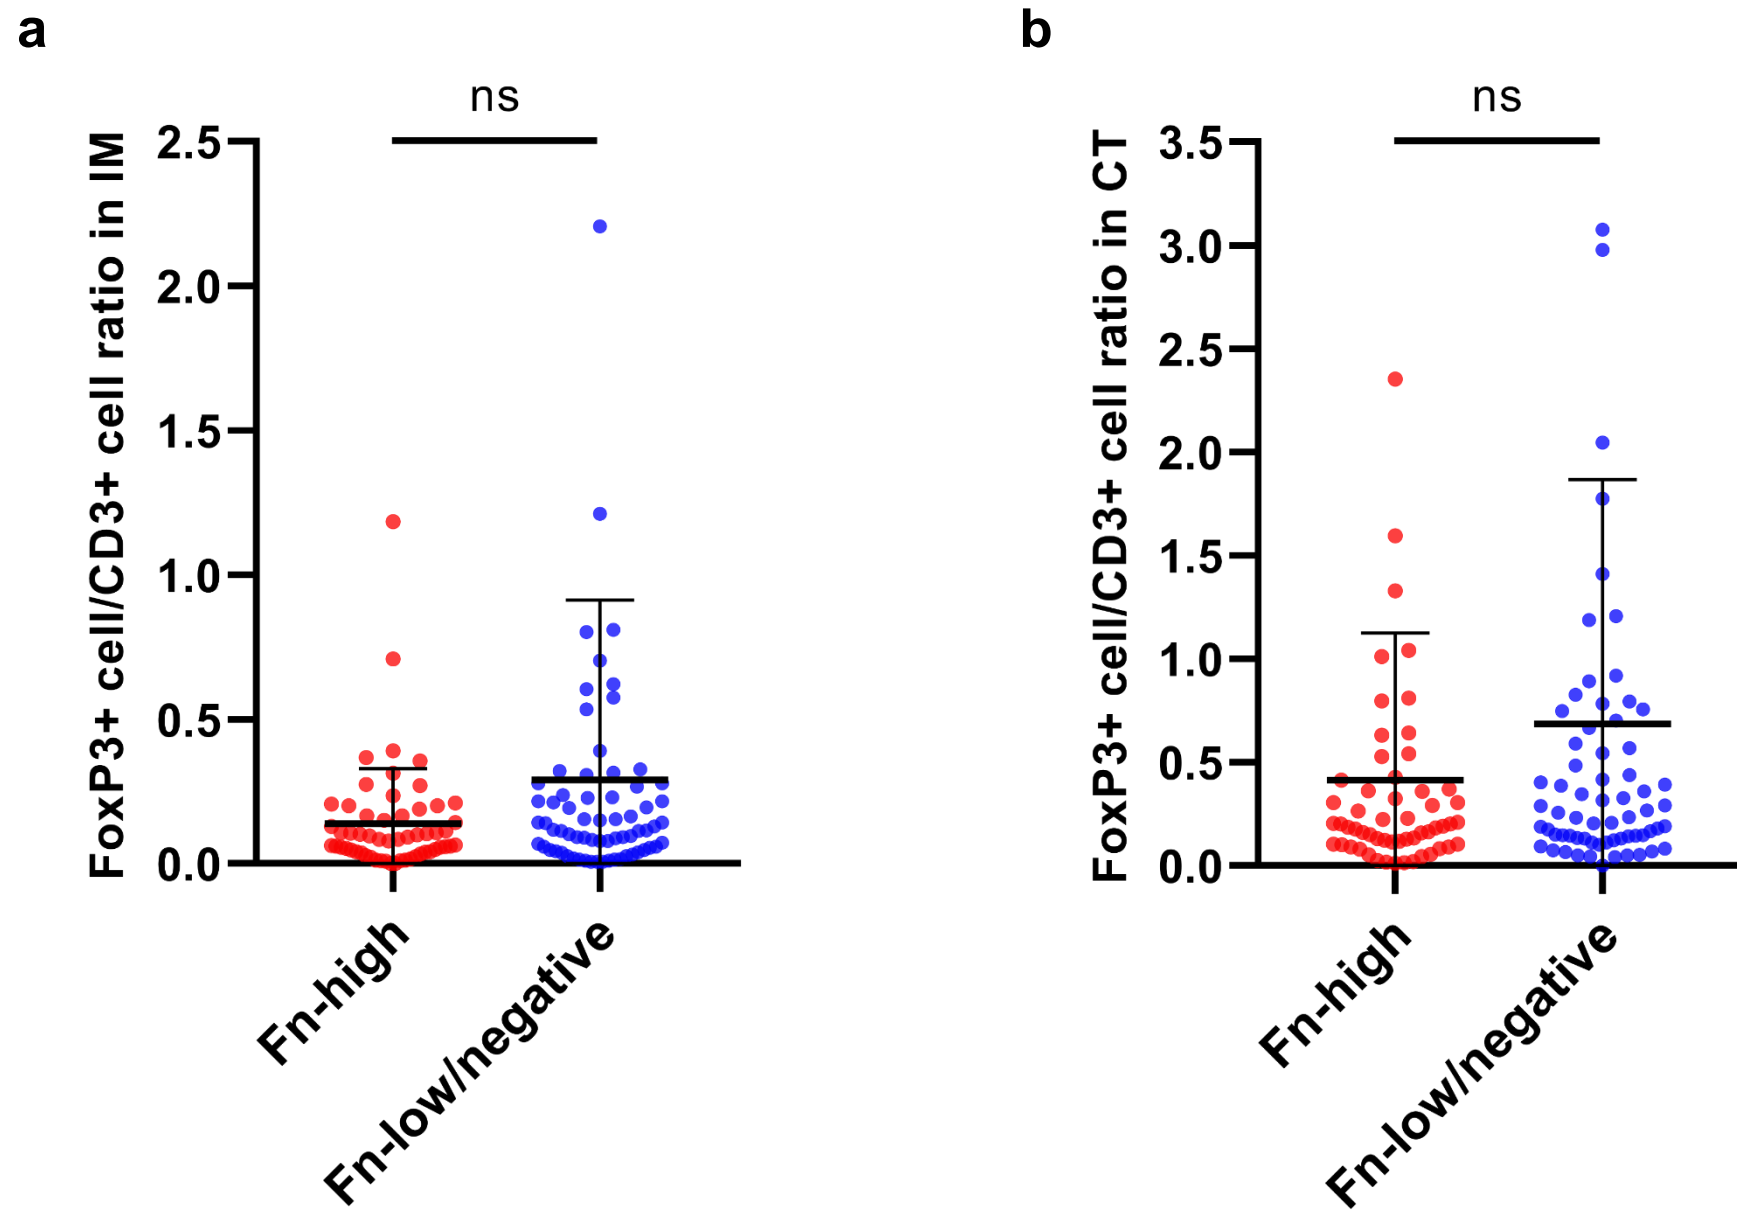 a
ns
FoxP3+ cell/CD3+ cell ratio in IM
2.5
2.0
1.5
1.0
0.5
0.0
Fn-high
Fn-low/negative
b
ns
FoxP3+ cell/CD3+ cell ratio in CT
3.5
3.0
2.5
2.0
1.5
1.0
0.5
0.0
Fn-high
Fn-low/negative